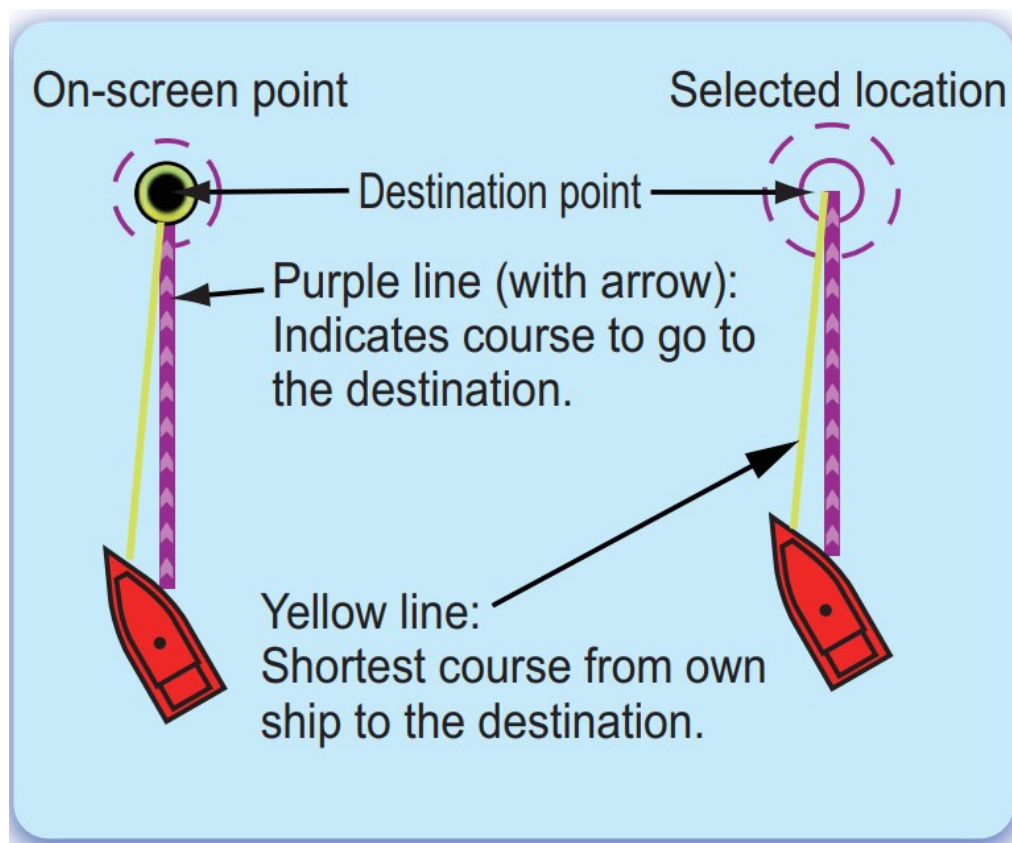 On-screen point
Selected location
Destination point
Purple line (with arrow):
Indicates course to go to
the destination.
Yellow line:
Shortest course from own
ship to the destination.